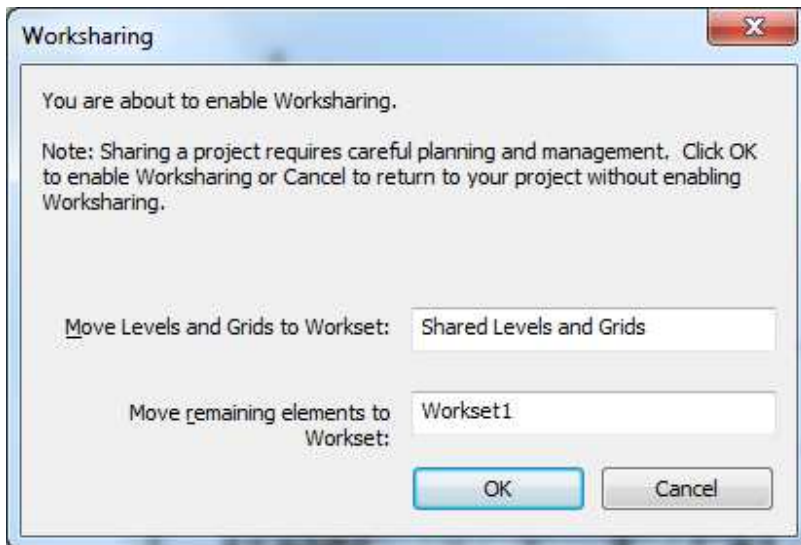 Worksharing
You are about to enable Worksharing.
Note: Sharing a project requires careful planning and management.  Click OK
to enable Worksharing or Cancel to return to your project without enabling
Worksharing.
Move Levels and Grids to Workset:
Shared Levels and Grids
Move remaining elements to
Workset:
Workset1
OK
Cancel